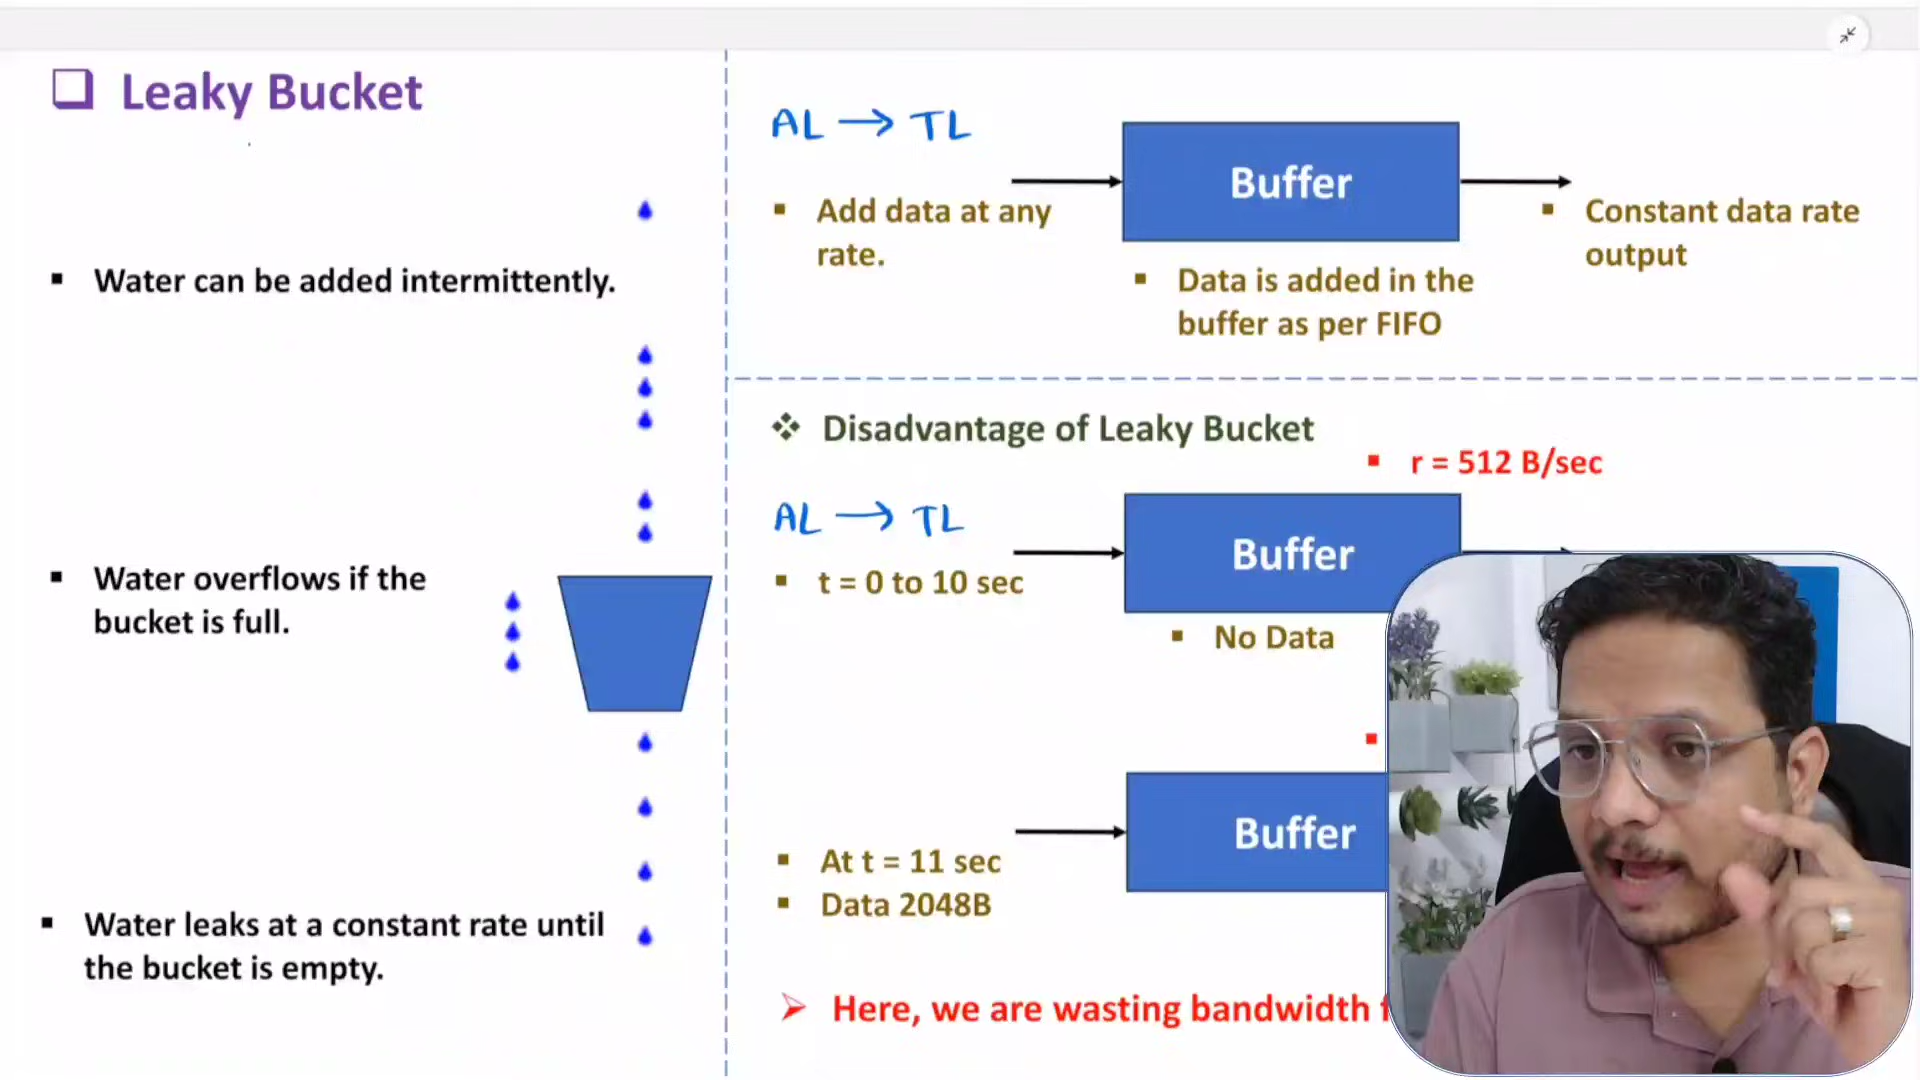 Leaky Bucket
Water can be added intermittently.
Water overflows if the
bucket is full.
Water leaks at a constant rate until
the bucket is empty.
AL → TL
Add data at any
rate.
Buffer
Data is added in the
buffer as per FIFO
Constant data rate
output
Disadvantage of Leaky Bucket
r = 512 B/sec
AL → TL
t = 0 to 10 sec
Buffer
No Data
At t = 11 sec
Data 2048B
Buffer
Here, we are wasting bandwidth